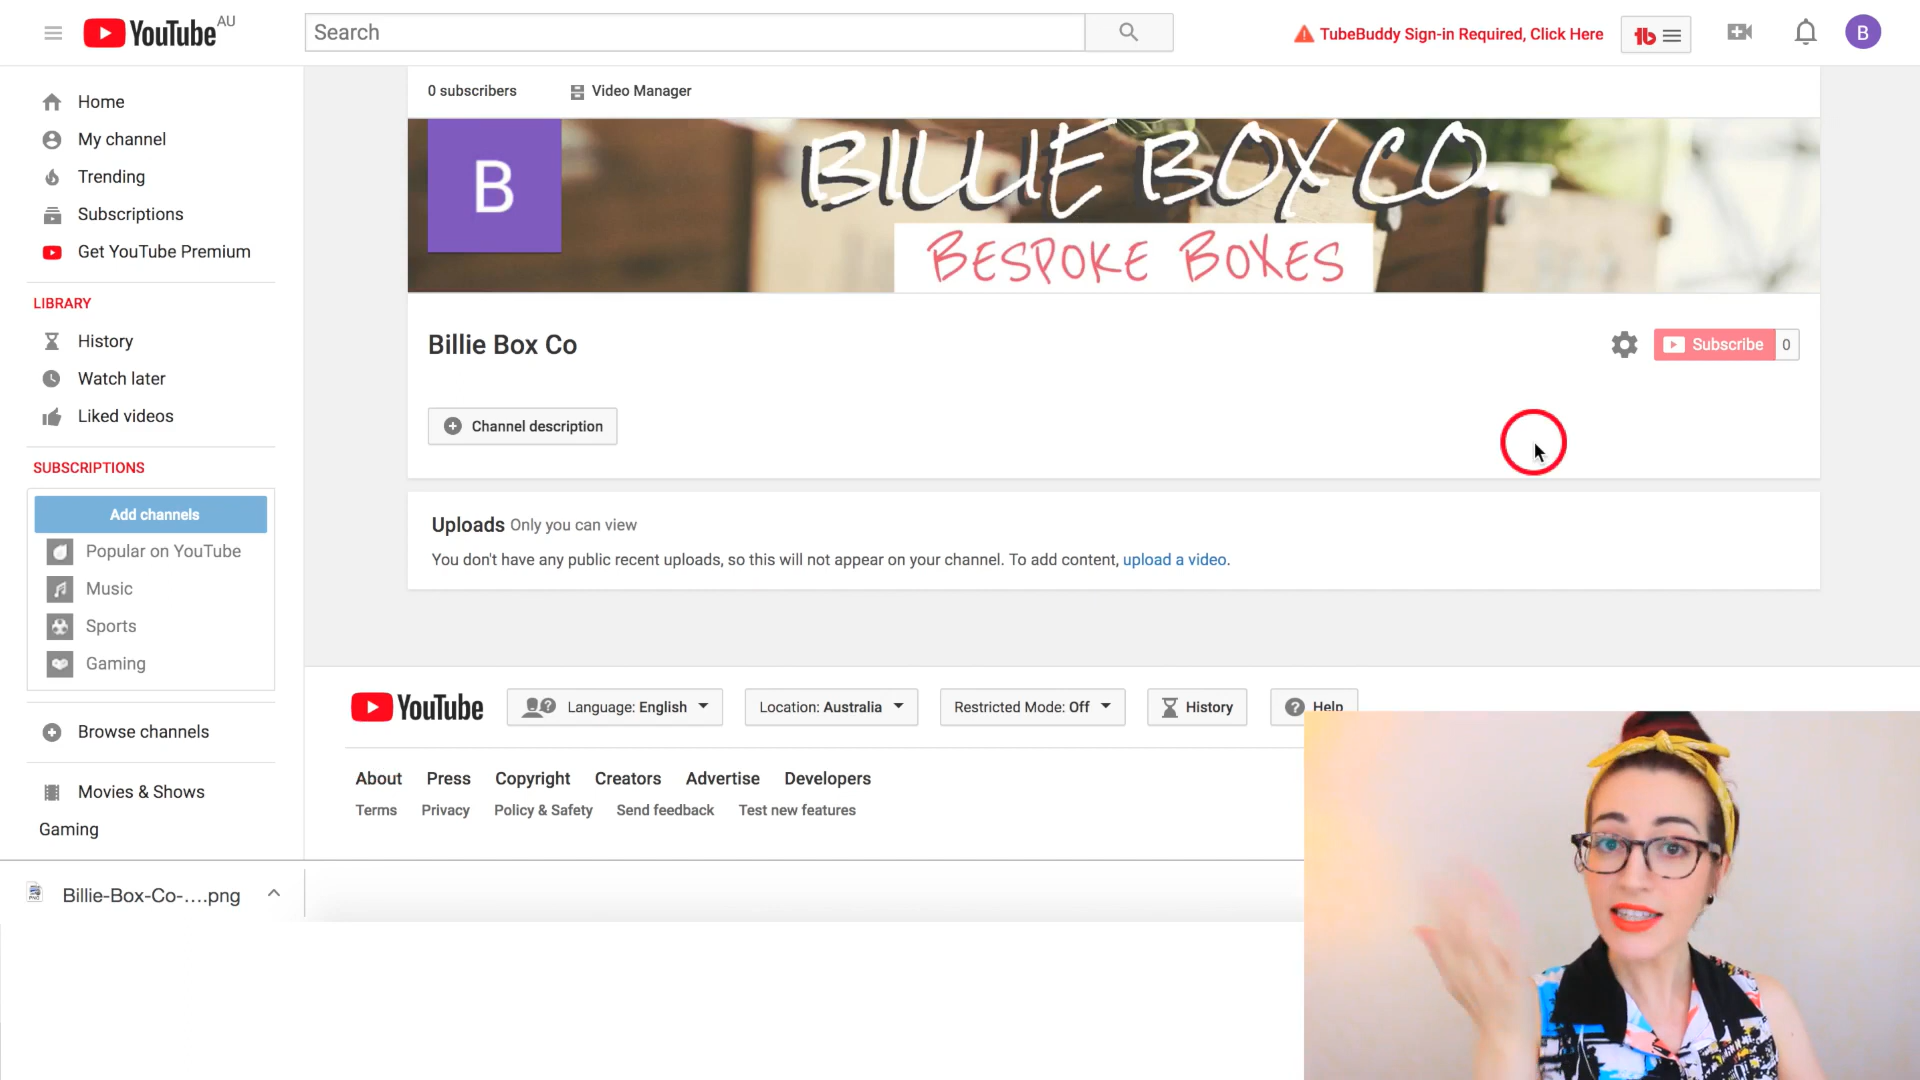 YouTube AU
Search
TubeBuddy Sign-in Required, Click Here
tb
B
Home
My channel
Trending
Subscriptions
Get YouTube Premium
LIBRARY
History
Watch later
Liked videos
SUBSCRIPTIONS
Add channels
Popular on YouTube
Music
Sports
Gaming
Browse channels
Movies & Shows
Gaming
0 subscribers
Video Manager
B
BILLIE BOX CO
BESPOKE BOXES
Billie Box Co
Subscribe 0
Channel description
Uploads Only you can view
You don't have any public recent uploads, so this will not appear on your channel. To add content, upload a video.
YouTube
Language: English
Location: Australia
Restricted Mode: Off
History
Help
About Press Copyright Creators Advertise Developers
Terms Privacy Policy & Safety Send feedback Test new features
Billie-Box-Co-....png